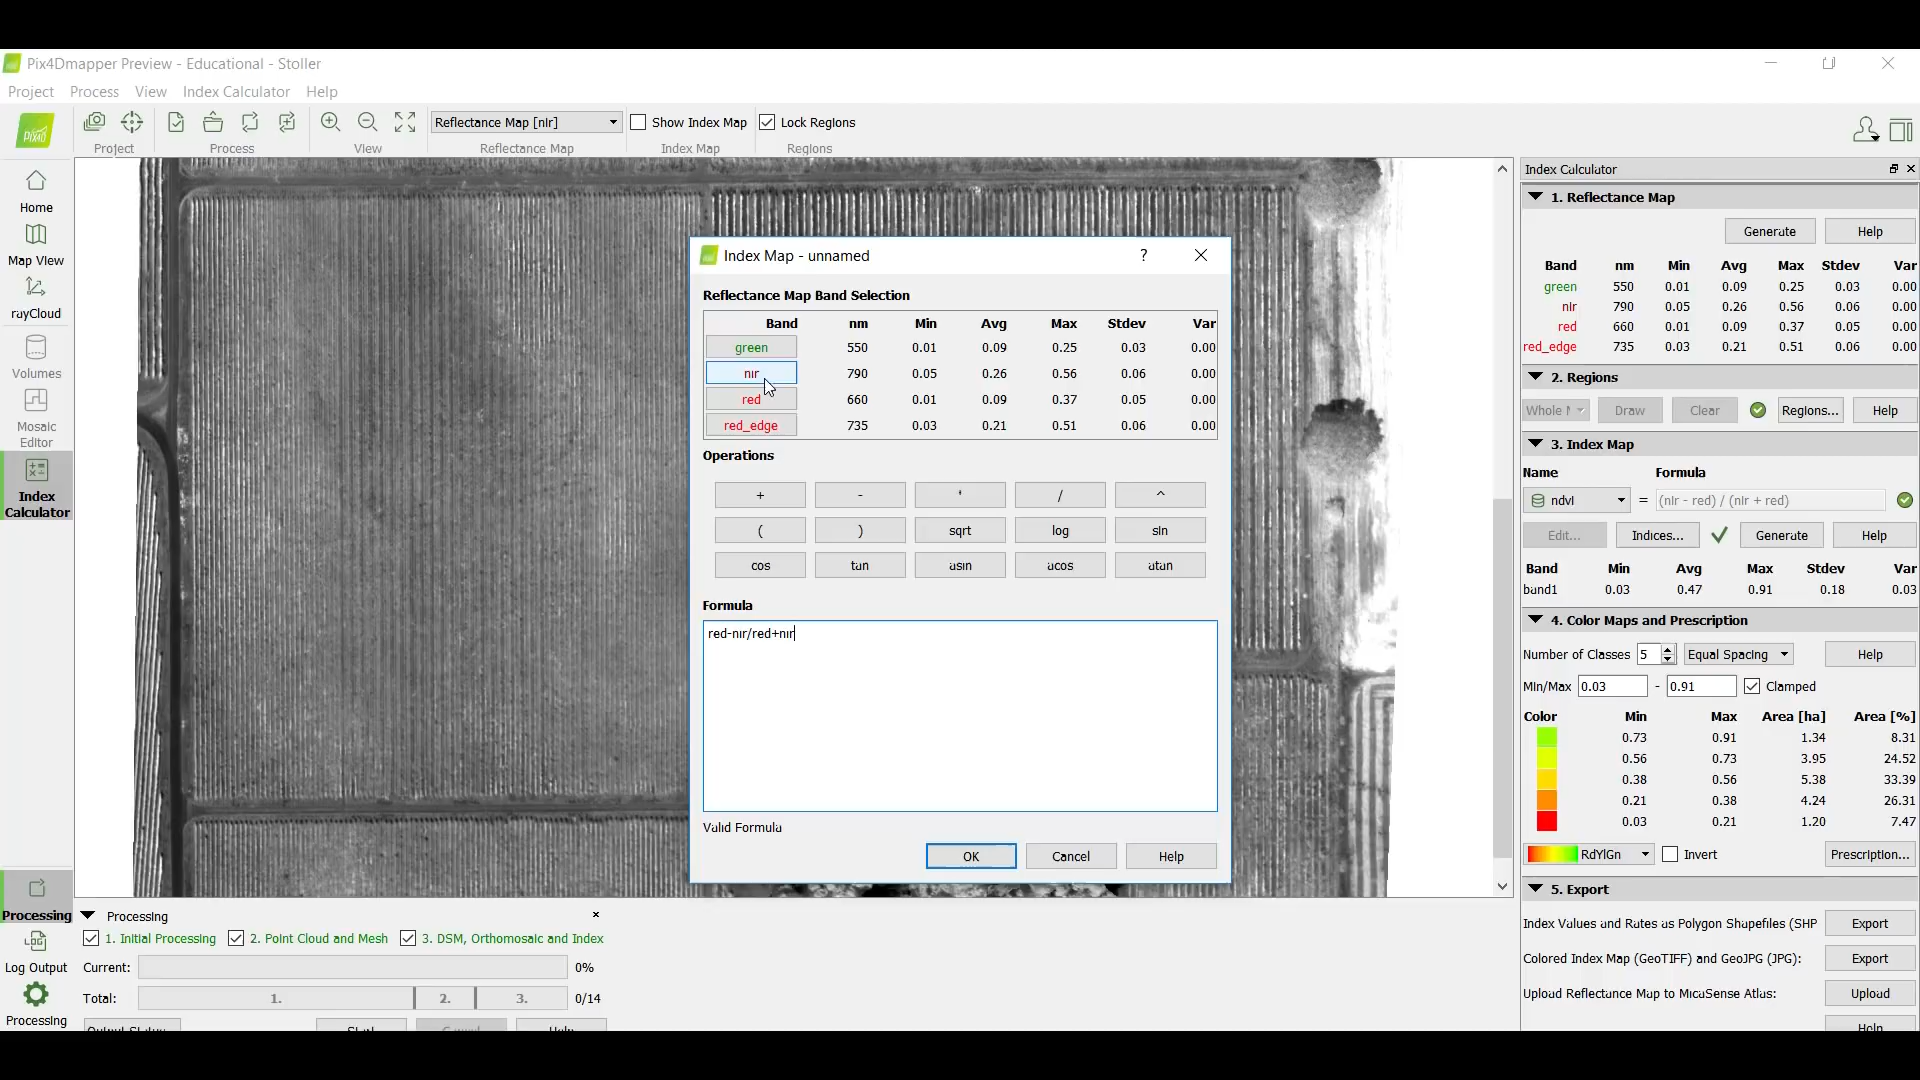 Pix4Dmapper Preview - Educational - Stoller
Project Process View Index Calculator Help
Reflectance Map [nir] Show Index Map Lock Regions
Project Process View Reflectance Map Index Map Regions
PIX4D
Home
Map View
rayCloud
Volumes
Mosaic
Editor
Index
Calculator
Processing
Log Output
Processing
Index Map - unnamed ?
Reflectance Map Band Selection
Band nm Min Avg Max Stdev Var
green 550 0.01 0.09 0.25 0.03 0.00
nir 790 0.05 0.26 0.56 0.06 0.00
red 660 0.01 0.09 0.37 0.05 0.00
red_edge 735 0.03 0.21 0.51 0.06 0.00
Operations
+ - * / ^
( ) sqrt log sin
cos tan asin acos atan
Formula
red-nir/red+nir
Valid Formula
OK Cancel Help
Processing
1. Initial Processing 2. Point Cloud and Mesh 3. DSM, Orthomosaic and Index
Current: 0%
Total: 1. 2. 3. 0/14
Output Status Start Cancel Help
Index Calculator
1. Reflectance Map
Generate Help
Band nm Min Avg Max Stdev Var
green 550 0.01 0.09 0.25 0.03 0.00
nir 790 0.05 0.26 0.56 0.06 0.00
red 660 0.01 0.09 0.37 0.05 0.00
red_edge 735 0.03 0.21 0.51 0.06 0.00
2. Regions
Whole Draw Clear Regions... Help
3. Index Map
Name Formula
ndvi = (nir - red) / (nir + red)
Edit... Indices... Generate Help
Band Min Avg Max Stdev Var
band1 0.03 0.47 0.91 0.18 0.03
4. Color Maps and Prescription
Number of Classes 5 Equal Spacing Help
Min/Max 0.03 - 0.91 Clamped
Color Min Max Area [ha] Area [%]
0.73 0.91 1.34 8.31
0.56 0.73 3.95 24.52
0.38 0.56 5.38 33.39
0.21 0.38 4.24 26.31
0.03 0.21 1.20 7.47
RdYlGn Invert Prescription...
5. Export
Index Values and Rates as Polygon Shapefiles (SHP Export
Colored Index Map (GeoTIFF) and GeoJPG (JPG): Export
Upload Reflectance Map to MicaSense Atlas: Upload
Help